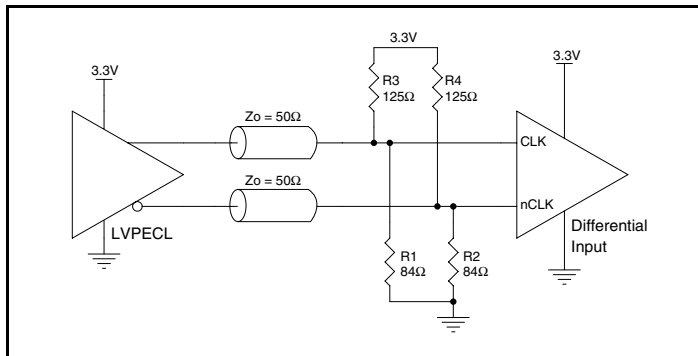 3.3V
3.3V
3.3V
R3
125Ω
R4
125Ω
Zo = 50Ω
CLK
Zo = 50Ω
nCLK
LVPECL
Differential
Input
R1
84Ω
R2
84Ω